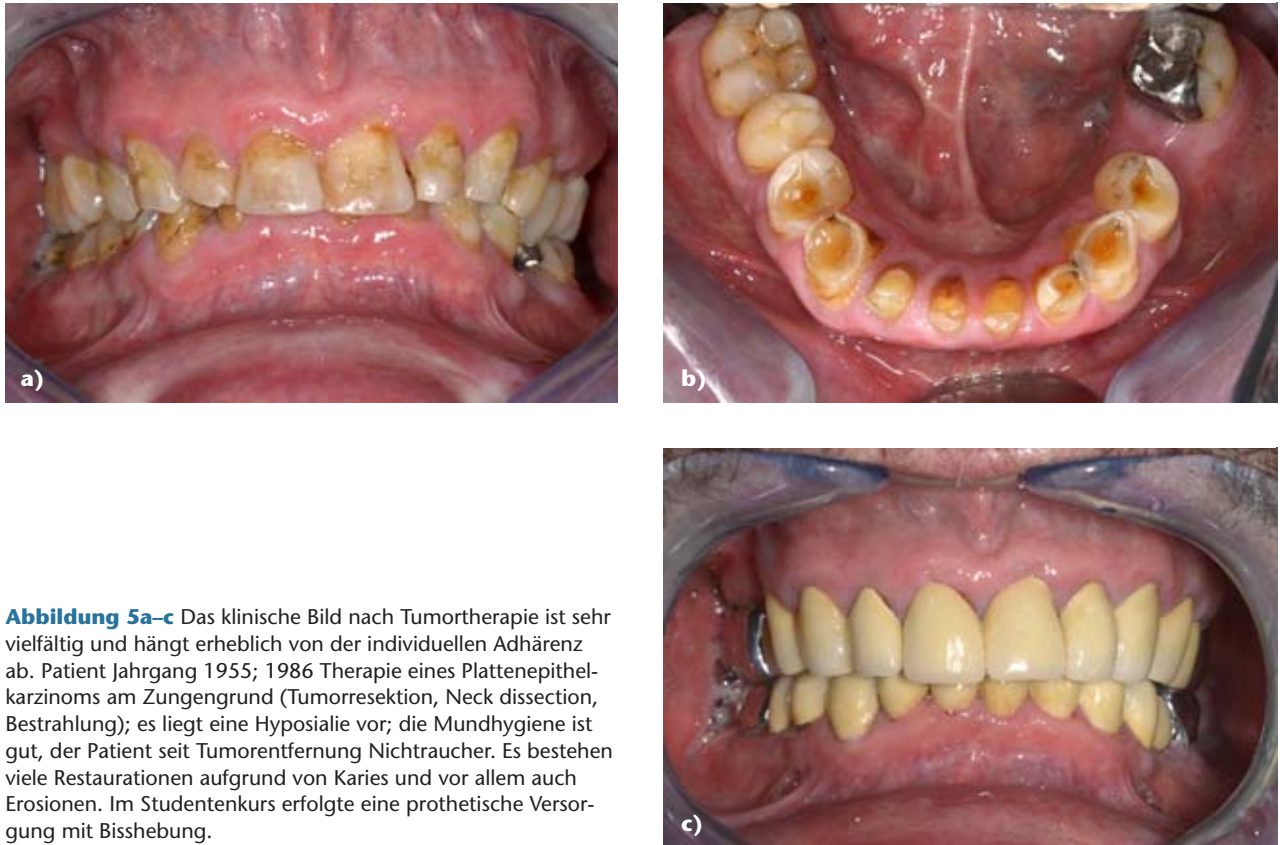 a)
b)
Abbildung 5a–c Das klinische Bild nach Tumortherapie ist sehr
vielfältig und hängt erheblich von der individuellen Adhärenz
ab. Patient Jahrgang 1955; 1986 Therapie eines Plattenepithel-
karzinoms am Zungengrund (Tumorresektion, Neck dissection,
Bestrahlung); es liegt eine Hyposialie vor; die Mundhygiene ist
gut, der Patient seit Tumorentfernung Nichtraucher. Es bestehen
viele Restaurationen aufgrund von Karies und vor allem auch
Erosionen. Im Studentenkurs erfolgte eine prothetische Versor-
gung mit Bisshebung.
c)